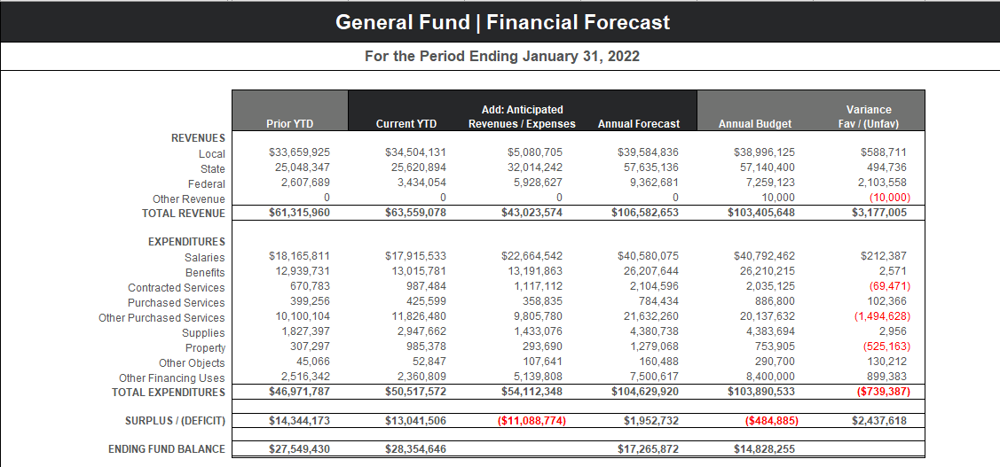 General Fund | Financial Forecast
For the Period Ending January 31, 2022
Add: Anticipated Variance
Prior YTD Current YTD Revenues / Expenses Annual Forecast Annual Budget Fav / (Unfav)
REVENUES
Local $33,659,925 $34,504,131 $5,080,705 $39,584,836 $38,996,125 $588,711
State 25,048,347 25,620,894 32,014,242 57,635,136 57,140,400 494,736
Federal 2,607,689 3,434,054 5,928,627 9,362,681 7,259,123 2,103,558
Other Revenue 0 0 0 0 10,000 (10,000)
TOTAL REVENUE $61,315,960 $63,559,078 $43,023,574 $106,582,653 $103,405,648 $3,177,005
EXPENDITURES
Salaries $18,165,811 $17,915,533 $22,664,542 $40,580,075 $40,792,462 $212,387
Benefits 12,939,731 13,015,781 13,191,863 26,207,644 26,210,215 2,571
Contracted Services 670,783 987,484 1,117,112 2,104,596 2,035,125 (69,471)
Purchased Services 399,256 425,599 358,835 784,434 886,800 102,366
Other Purchased Services 10,100,104 11,826,480 9,805,780 21,632,260 20,137,632 (1,494,628)
Supplies 1,827,397 2,947,662 1,433,076 4,380,738 4,383,694 2,956
Property 307,297 985,378 293,690 1,279,068 753,905 (525,163)
Other Objects 45,066 52,847 107,641 160,488 290,700 130,212
Other Financing Uses 2,516,342 2,360,809 5,139,808 7,500,617 8,400,000 899,383
TOTAL EXPENDITURES $46,971,787 $50,517,572 $54,112,348 $104,629,920 $103,890,533 ($739,387)
SURPLUS / (DEFICIT) $14,344,173 $13,041,506 ($11,088,774) $1,952,732 ($484,885) $2,437,618
ENDING FUND BALANCE $27,549,430 $28,354,646 $17,265,872 $14,828,255